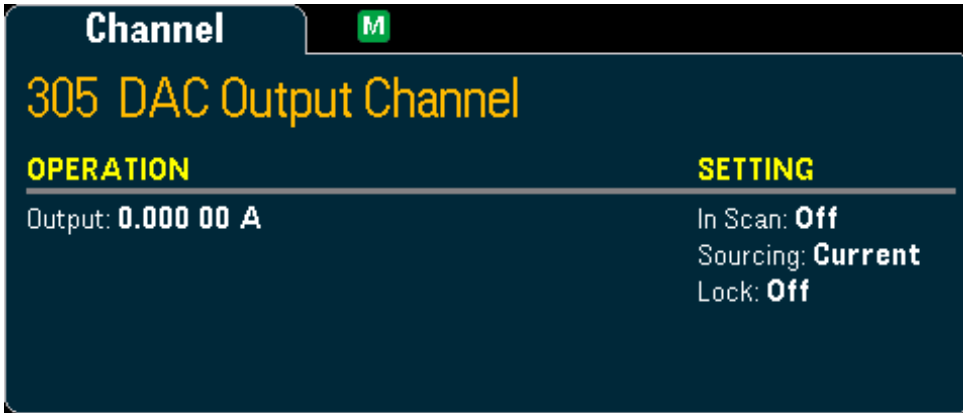 Channel M
305 DAC Output Channel
OPERATION SETTING
Output: 0.000 00 A In Scan: Off
Sourcing: Current
Lock: Off